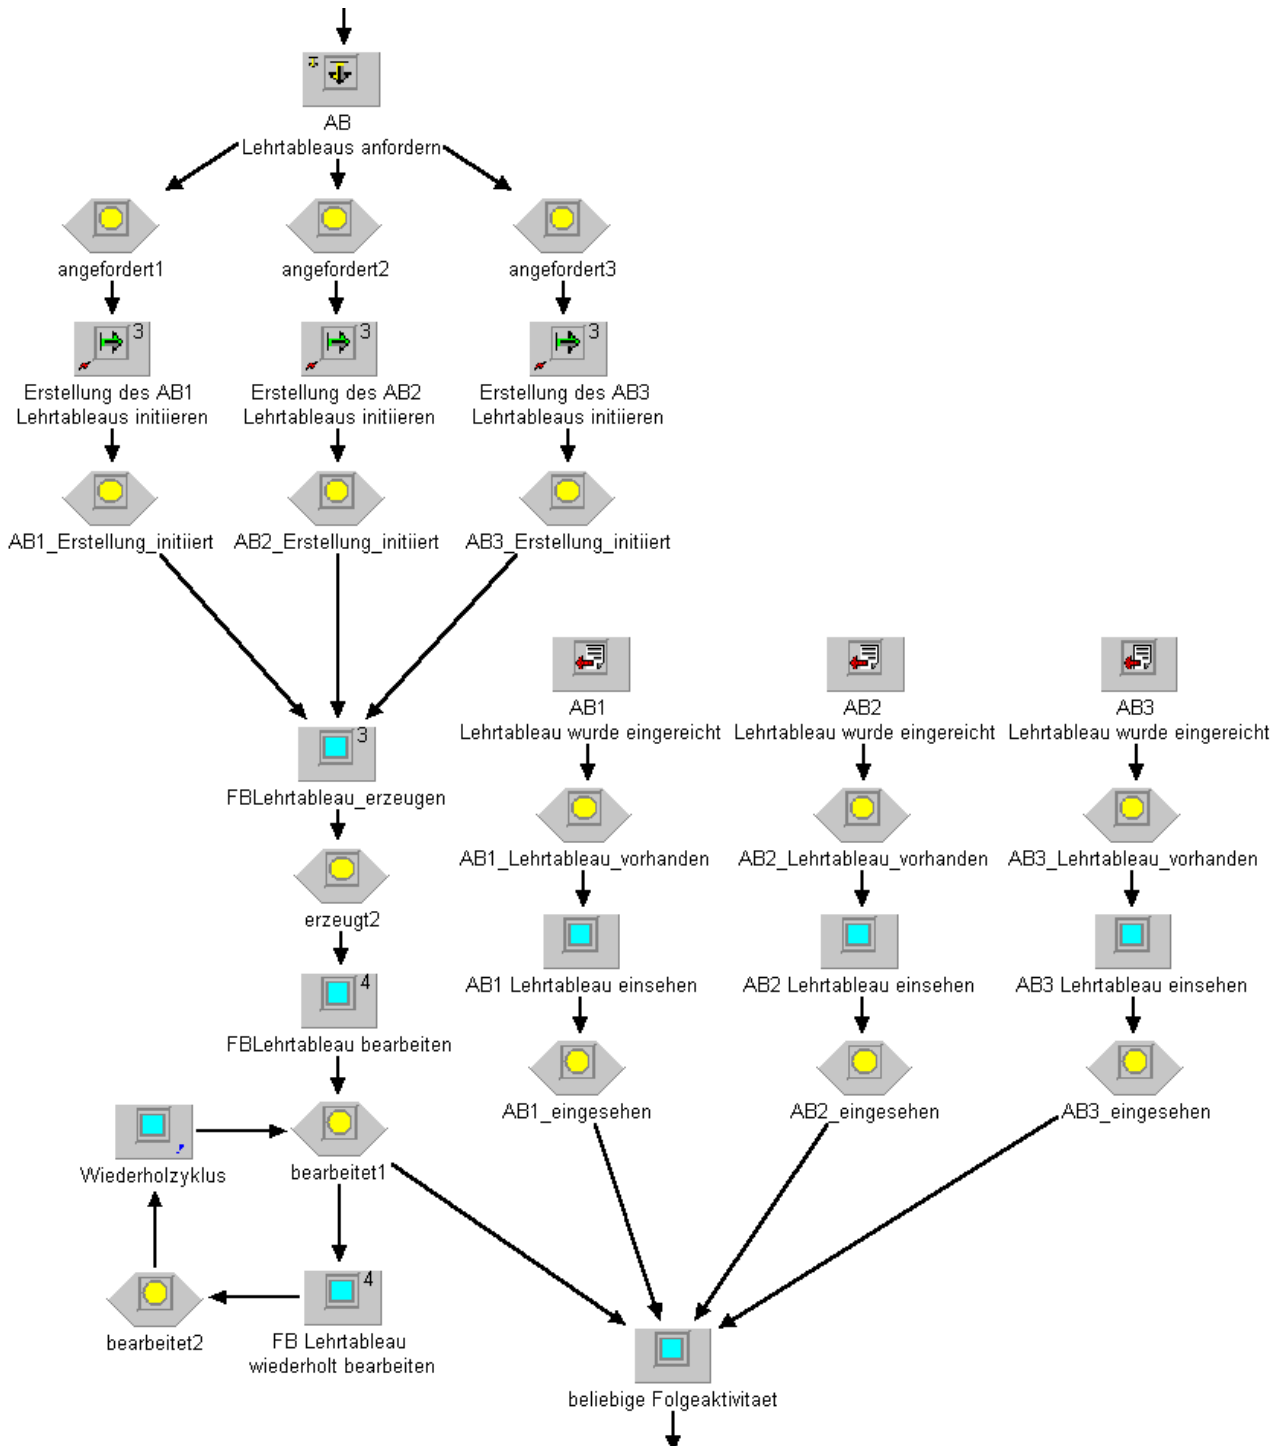 AB
Lehrtableaus anfordern
angefordert1
angefordert2
angefordert3
3
3
3
Erstellung des AB1
Lehrtableaus initiieren
Erstellung des AB2
Lehrtableaus initiieren
Erstellung des AB3
Lehrtableaus initiieren
AB1_Erstellung_initiiert
AB2_Erstellung_initiiert
AB3_Erstellung_initiiert
AB1
Lehrtableau wurde eingereicht
AB2
Lehrtableau wurde eingereicht
AB3
Lehrtableau wurde eingereicht
3
FBLehrtableau_erzeugen
AB1_Lehrtableau_vorhanden
AB2_Lehrtableau_vorhanden
AB3_Lehrtableau_vorhanden
erzeugt2
AB1 Lehrtableau einsehen
AB2 Lehrtableau einsehen
AB3 Lehrtableau einsehen
4
FBLehrtableau bearbeiten
AB1_eingesehen
AB2_eingesehen
AB3_eingesehen
Wiederholzyklus
bearbeitet1
4
bearbeitet2
FB Lehrtableau
wiederholt bearbeiten
beliebige Folgeaktivitaet